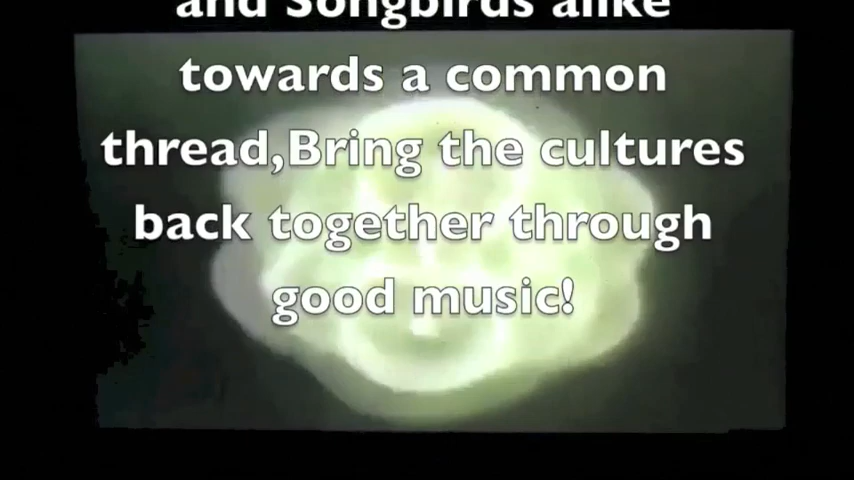 and Songbirds alike
towards a common
thread,Bring the cultures
back together through
good music!